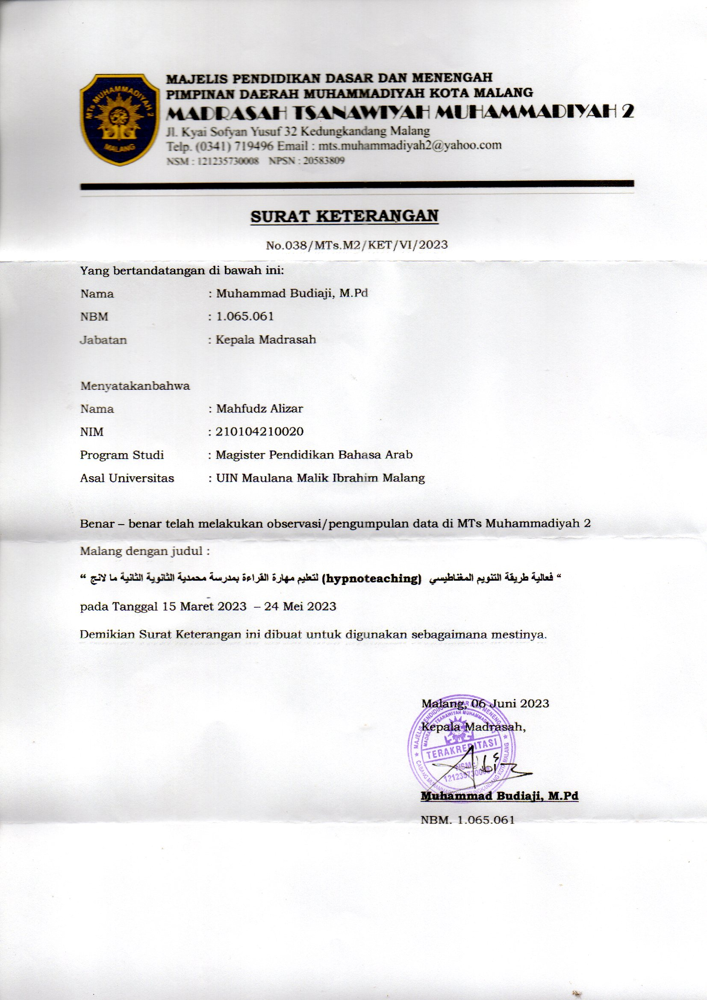 MTs MUHAMMADIYAH 2
MALANG
MAJELIS PENDIDIKAN DASAR DAN MENENGAH
PIMPINAN DAERAH MUHAMMADIYAH KOTA MALANG
MADRASAH TSANAWIYAH MUHAMMADIYAH 2
Jl. Kyai Sofyan Yusuf 32 Kedungkandang Malang
Telp. (0341) 719496 Email : mts.muhammadiyah2@yahoo.com
NSM : 121235730008 NPSN : 20583809
SURAT KETERANGAN
No.038/MTs.M2/KET/VI/2023
Yang bertandatangan di bawah ini:
Nama : Muhammad Budiaji, M.Pd
NBM : 1.065.061
Jabatan : Kepala Madrasah
Menyatakanbahwa
Nama : Mahfudz Alizar
NIM : 210104210020
Program Studi : Magister Pendidikan Bahasa Arab
Asal Universitas : UIN Maulana Malik Ibrahim Malang
Benar – benar telah melakukan observasi/pengumpulan data di MTs Muhammadiyah 2
Malang dengan judul :
“ فعالية طريقة التنويم المغناطيسي (hypnoteaching) لتعليم مهارة القراءة بمدرسة محمدية الثانوية الثانية ما لانج “
pada Tanggal 15 Maret 2023 – 24 Mei 2023
Demikian Surat Keterangan ini dibuat untuk digunakan sebagaimana mestinya.
Malang, 06 Juni 2023
Kepala Madrasah,
TERAKREDITASI
Muhammad Budiaji, M.Pd
NBM. 1.065.061